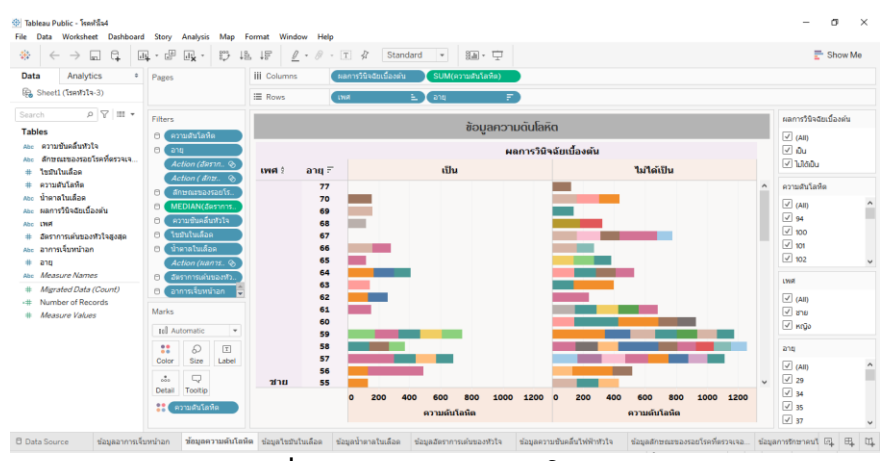 Tableau Public - โรคหัวใจ4
File Data Worksheet Dashboard Story Analysis Map Format Window Help
Standard
Show Me
Data Analytics
Sheet1 (โรคหัวใจ-3)
Search
Tables
Abc ความชันคลื่นหัวใจ
Abc ลักษณะของรอยโรคที่ตรวจเจ...
# ไขมันในเลือด
# ความดันโลหิต
Abc น้ำตาลในเลือด
Abc ผลการวินิจฉัยเบื้องต้น
Abc เพศ
# อัตราการเต้นของหัวใจสูงสุด
Abc อาการเจ็บหน้าอก
# อายุ
Abc Measure Names
# Migrated Data (Count)
# Number of Records
# Measure Values
Pages
Filters
ความดันโลหิต
อายุ
Action (อัตราก..
Action ( ลักษ..
ลักษณะของรอยโร..
MEDIAN(อัตราการ..
ความชันคลื่นหัวใจ
ไขมันในเลือด
น้ำตาลในเลือด
Action (ผลการ..
อัตราการเต้นของหัว..
อาการเจ็บหน้าอก
Marks
Automatic
Color Size Label
Detail Tooltip
ความดันโลหิต
Columns ผลการวินิจฉัยเบื้องต้น SUM(ความดันโลหิต)
Rows เพศ อายุ
ข้อมูลความดันโลหิต
ผลการวินิจฉัยเบื้องต้น
เพศ อายุ เป็น ไม่ได้เป็น
77
70
69
68
67
66
65
64
63
62
61
60
59
58
57
56
ชาย 55
0 200 400 600 800 1000 1200 0 200 400 600 800 1000 1200
ความดันโลหิต ความดันโลหิต
ผลการวินิจฉัยเบื้องต้น
(All)
เป็น
ไม่ได้เป็น
ความดันโลหิต
(All)
94
100
101
102
เพศ
(All)
ชาย
หญิง
อายุ
(All)
29
34
35
37
Data Source ข้อมูลอาการเจ็บหน้าอก ข้อมูลความดันโลหิต ข้อมูลไขมันในเลือด ข้อมูลน้ำตาลในเลือด ข้อมูลอัตราการเต้นของหัวใจ ข้อมูลความชันคลื่นไฟฟ้าหัวใจ ข้อมูลลักษณะของรอยโรคที่ตรวจเจอ... ข้อมูลการรักษาคนไ